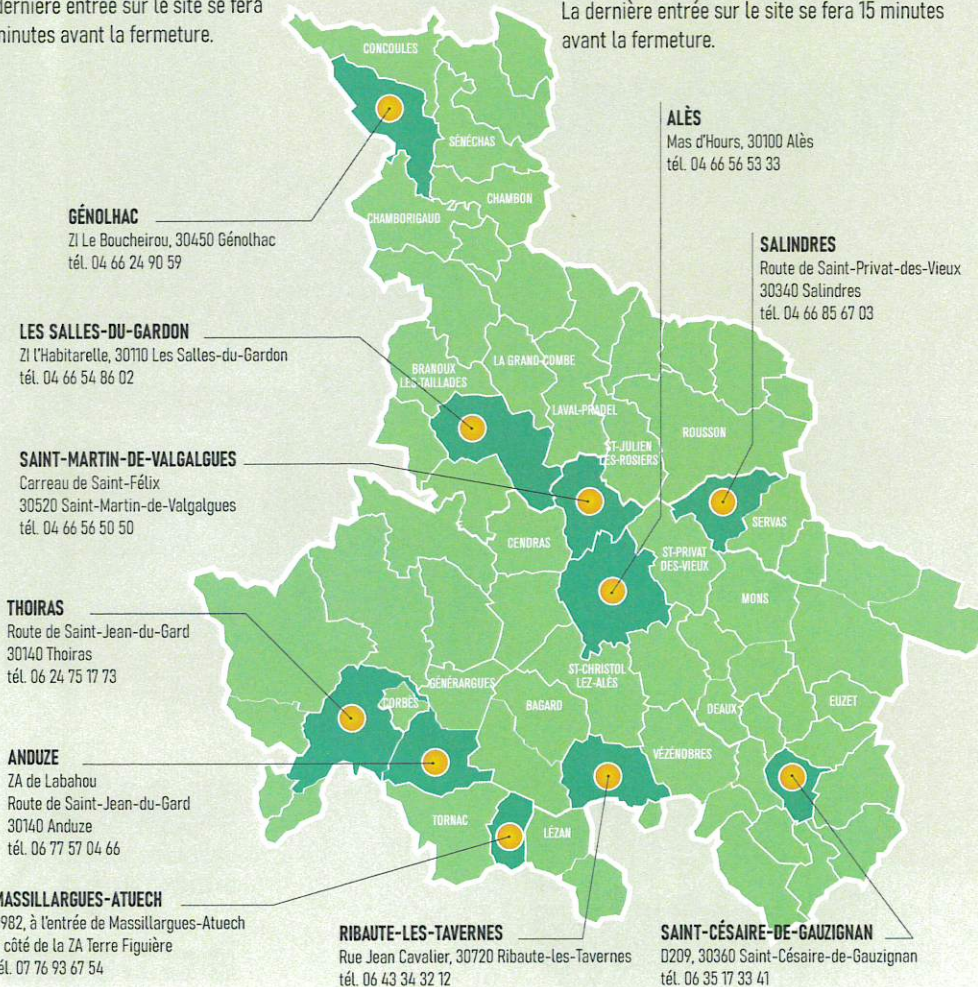 dernière entrée sur le site se fera
minutes avant la fermeture.
La dernière entrée sur le site se fera 15 minutes
avant la fermeture.
CONCOULES
SÉNÉCHAS
CHAMBON
CHAMBORIGAUD
ALÈS
Mas d'Hours, 30100 Alès
tél. 04 66 56 53 33
GÉNOLHAC
ZI Le Boucheirou, 30450 Génolhac
tél. 04 66 24 90 59
SALINDRES
Route de Saint-Privat-des-Vieux
30340 Salindres
tél. 04 66 85 67 03
LES SALLES-DU-GARDON
ZI l'Habitarelle, 30110 Les Salles-du-Gardon
tél. 04 66 54 86 02
BRANOUX
LES-TAILLADES
LA GRAND-COMBE
LAVAL-PRADEL
ST-JULIEN
LES-ROSIERS
ROUSSON
SAINT-MARTIN-DE-VALGALGUES
Carreau de Saint-Félix
30520 Saint-Martin-de-Valgalgues
tél. 04 66 56 50 50
SERVAS
CENDRAS
ST-PRIVAT
DES-VIEUX
MONS
THOIRAS
Route de Saint-Jean-du-Gard
30140 Thoiras
tél. 06 24 75 17 73
ST-CHRISTOL
LEZ-ALÈS
GÉNÉRARGUES
CORBÈS
BAGARD
DEAUX
EUZET
VÉZÉNOBRES
ANDUZE
ZA de Labahou
Route de Saint-Jean-du-Gard
30140 Anduze
tél. 06 77 57 04 66
TORNAC
LÉZAN
MASSILLARGUES-ATUECH
982, à l'entrée de Massillargues-Atuech
côté de la ZA Terre Figuière
tél. 07 76 93 67 54
RIBAUTE-LES-TAVERNES
Rue Jean Cavalier, 30720 Ribaute-les-Tavernes
tél. 06 43 34 32 12
SAINT-CÉSAIRE-DE-GAUZIGNAN
D209, 30360 Saint-Césaire-de-Gauzignan
tél. 06 35 17 33 41